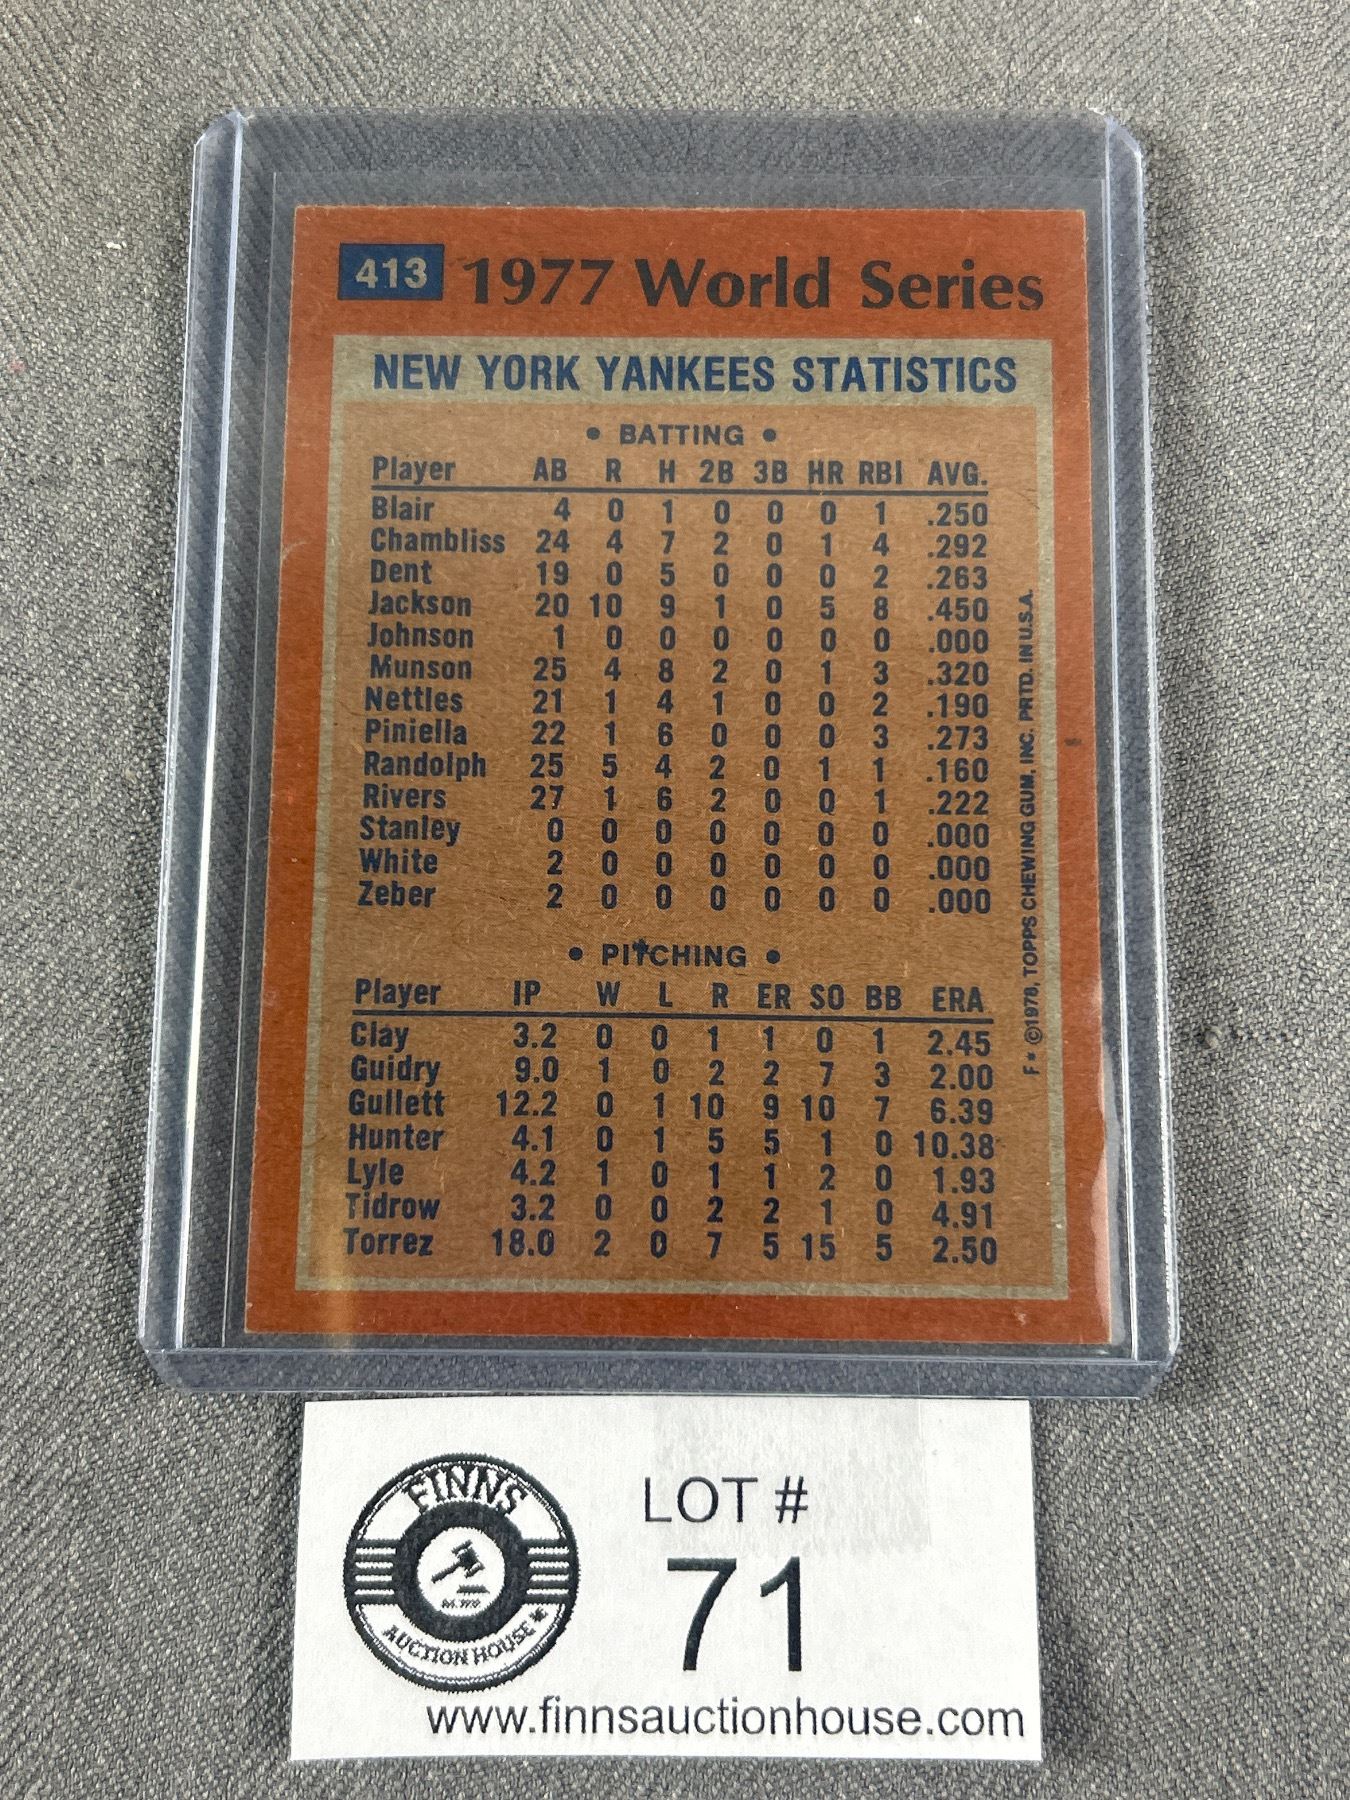 413 1977 World Series
NEW YORK YANKEES STATISTICS
• BATTING •
Player AB R H 2B 3B HR RBI AVG.
Blair 4 0 1 0 0 0 1 .250
Chambliss 24 4 7 2 0 1 4 .292
Dent 19 0 5 0 0 0 2 .263
Jackson 20 10 9 1 0 5 8 .450
Johnson 1 0 0 0 0 0 0 .000
Munson 25 4 8 2 0 1 3 .320
Nettles 21 1 4 1 0 0 2 .190
Piniella 22 1 6 0 0 0 3 .273
Randolph 25 5 4 2 0 1 1 .160
Rivers 27 1 6 2 0 0 1 .222
Stanley 0 0 0 0 0 0 0 .000
White 2 0 0 0 0 0 0 .000
Zeber 2 0 0 0 0 0 0 .000
• PITCHING •
Player IP W L R ER SO BB ERA
Clay 3.2 0 0 1 1 0 1 2.45
Guidry 9.0 1 0 2 2 7 3 2.00
Gullett 12.2 0 1 10 9 10 7 6.39
Hunter 4.1 0 1 5 5 1 0 10.38
Lyle 4.2 1 0 1 1 2 0 1.93
Tidrow 3.2 0 0 2 2 1 0 4.91
Torrez 18.0 2 0 7 5 15 5 2.50
F* ©1978, TOPPS CHEWING GUM, INC. PRTD. IN U.S.A.
FINNS
AUCTION HOUSE
LOT #
71
www.finnsauctionhouse.com